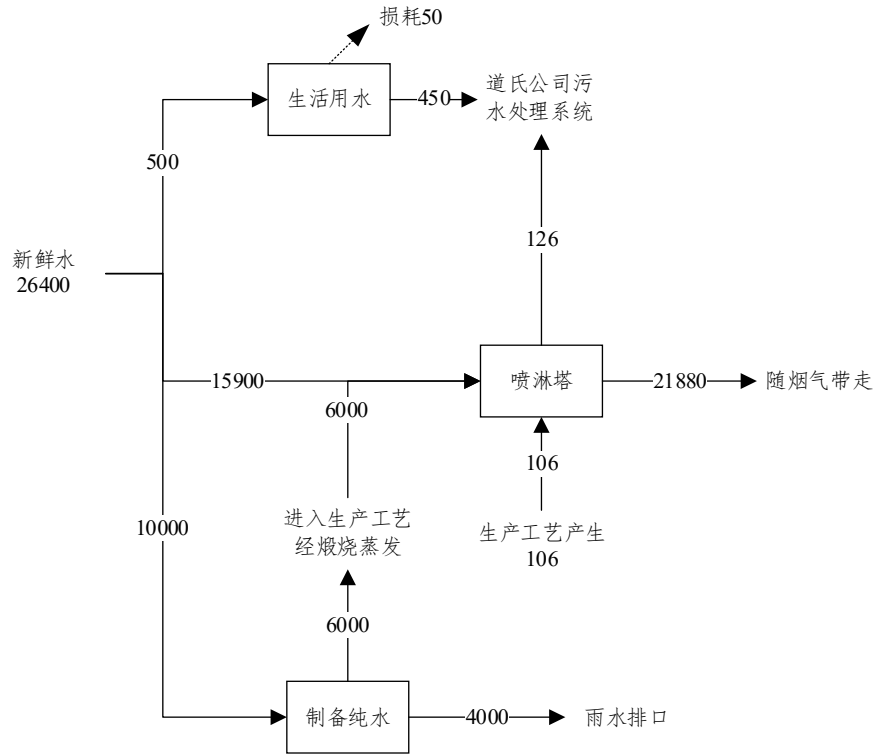 损耗50
生活用水
450
道氏公司污
水处理系统
500
126
新鲜水
26400
15900
6000
喷淋塔
21880
随烟气带走
106
10000
进入生产工艺
经煅烧蒸发
生产工艺产生
106
6000
制备纯水
4000
雨水排口